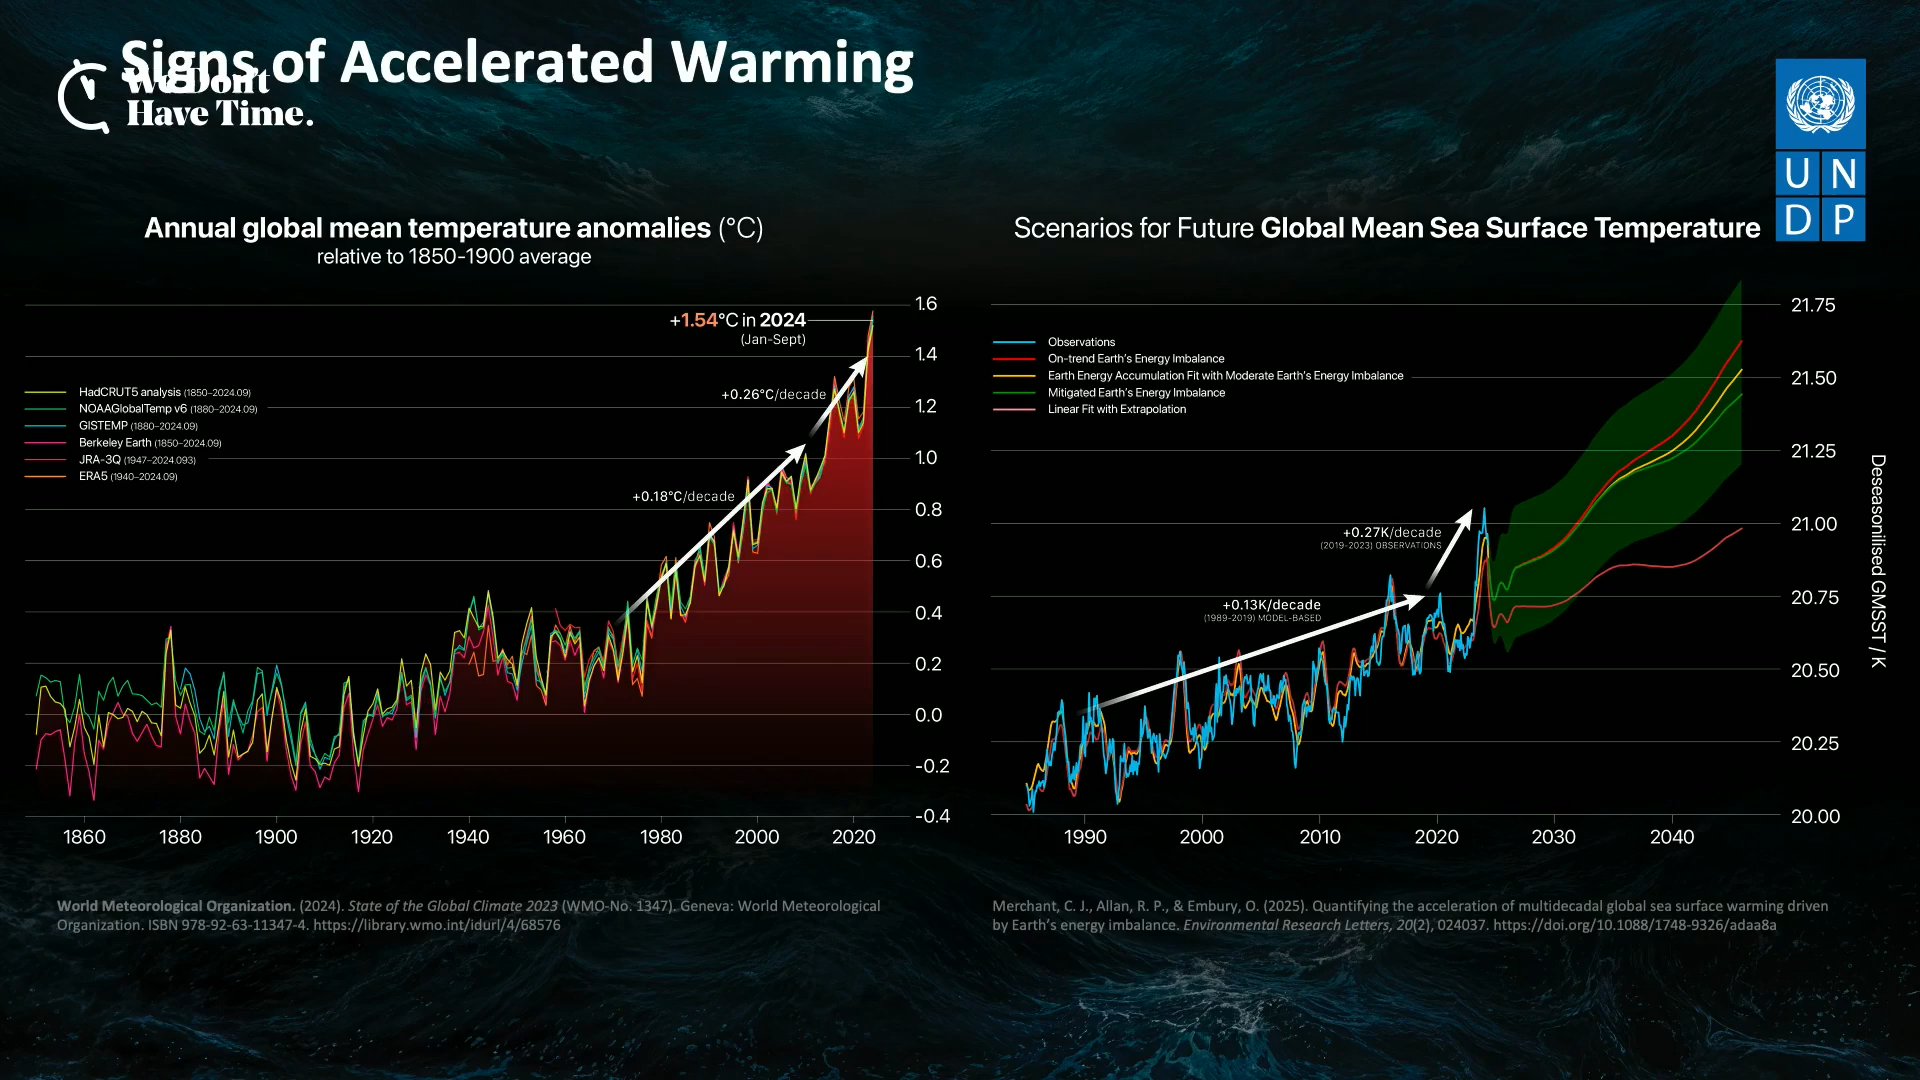 Signs of Accelerated Warming
We Don't
Have Time.
U N
D P
Annual global mean temperature anomalies (°C)
relative to 1850-1900 average
1.6
1.4
1.2
1.0
0.8
0.6
0.4
0.2
0.0
-0.2
-0.4
+1.54°C in 2024
(Jan-Sept)
+0.26°C/decade
+0.18°C/decade
HadCRUT5 analysis (1850–2024.09)
NOAAGlobalTemp v6 (1880–2024.09)
GISTEMP (1880–2024.09)
Berkeley Earth (1850–2024.09)
JRA-3Q (1947–2024.093)
ERA5 (1940–2024.09)
1860 1880 1900 1920 1940 1960 1980 2000 2020
World Meteorological Organization. (2024). State of the Global Climate 2023 (WMO-No. 1347). Geneva: World Meteorological
Organization. ISBN 978-92-63-11347-4. https://library.wmo.int/idurl/4/68576
Scenarios for Future Global Mean Sea Surface Temperature
21.75
21.50
21.25
21.00
20.75
20.50
20.25
20.00
Deseasonilised GMSST / K
Observations
On-trend Earth's Energy Imbalance
Earth Energy Accumulation Fit with Moderate Earth's Energy Imbalance
Mitigated Earth's Energy Imbalance
Linear Fit with Extrapolation
+0.27K/decade
(2019-2023) OBSERVATIONS
+0.13K/decade
(1989-2019) MODEL-BASED
1990 2000 2010 2020 2030 2040
Merchant, C. J., Allan, R. P., & Embury, O. (2025). Quantifying the acceleration of multidecadal global sea surface warming driven
by Earth's energy imbalance. Environmental Research Letters, 20(2), 024037. https://doi.org/10.1088/1748-9326/adaa8a